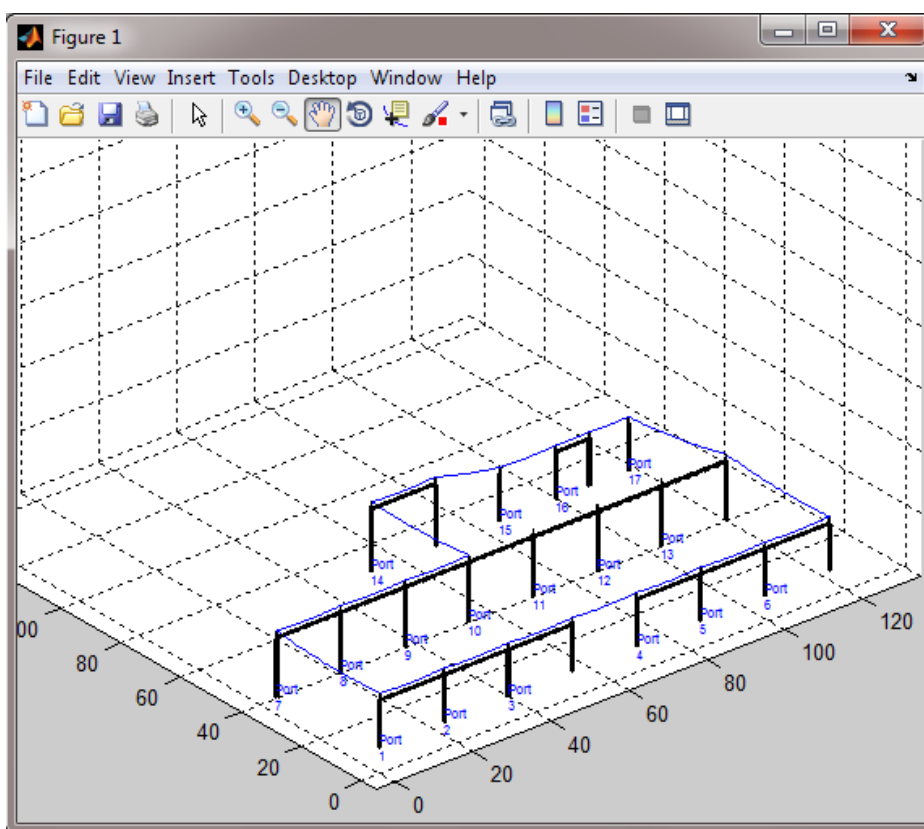 Figure 1
File Edit View Insert Tools Desktop Window Help
Port
17
Port
16
Port
15
Port
14
Port
13
Port
12
Port
11
Port
10
Port
9
Port
8
Port
7
Port
6
Port
5
Port
4
Port
3
Port
2
Port
1
00
80
60
40
20
0
0
20
40
60
80
100
120